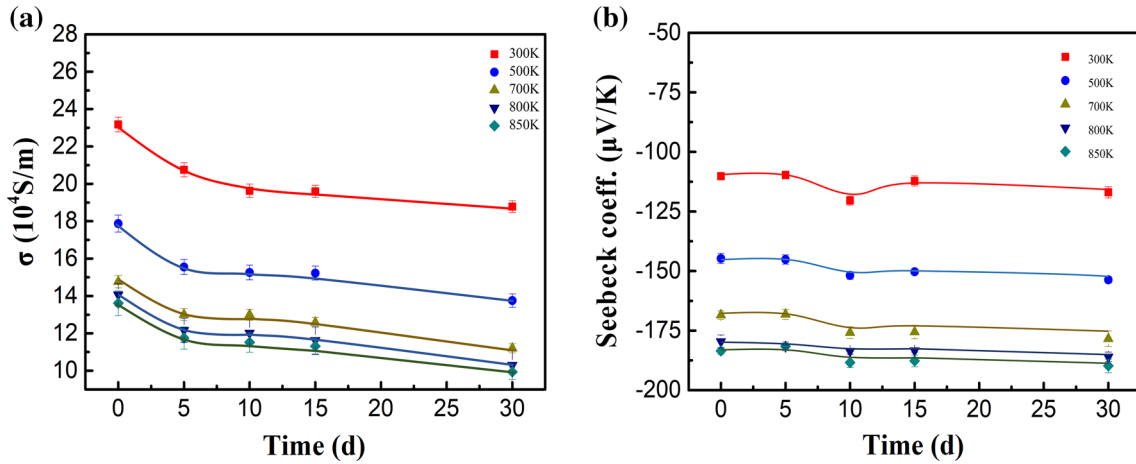 (a)
28
26
24
22
20
18
16
14
12
10
σ (10⁴S/m)
300K
500K
700K
800K
850K
0 5 10 15 20 25 30
Time (d)
(b)
-50
-75
-100
-125
-150
-175
-200
Seebeck coeff. (μV/K)
300K
500K
700K
800K
850K
0 5 10 15 20 25 30
Time (d)